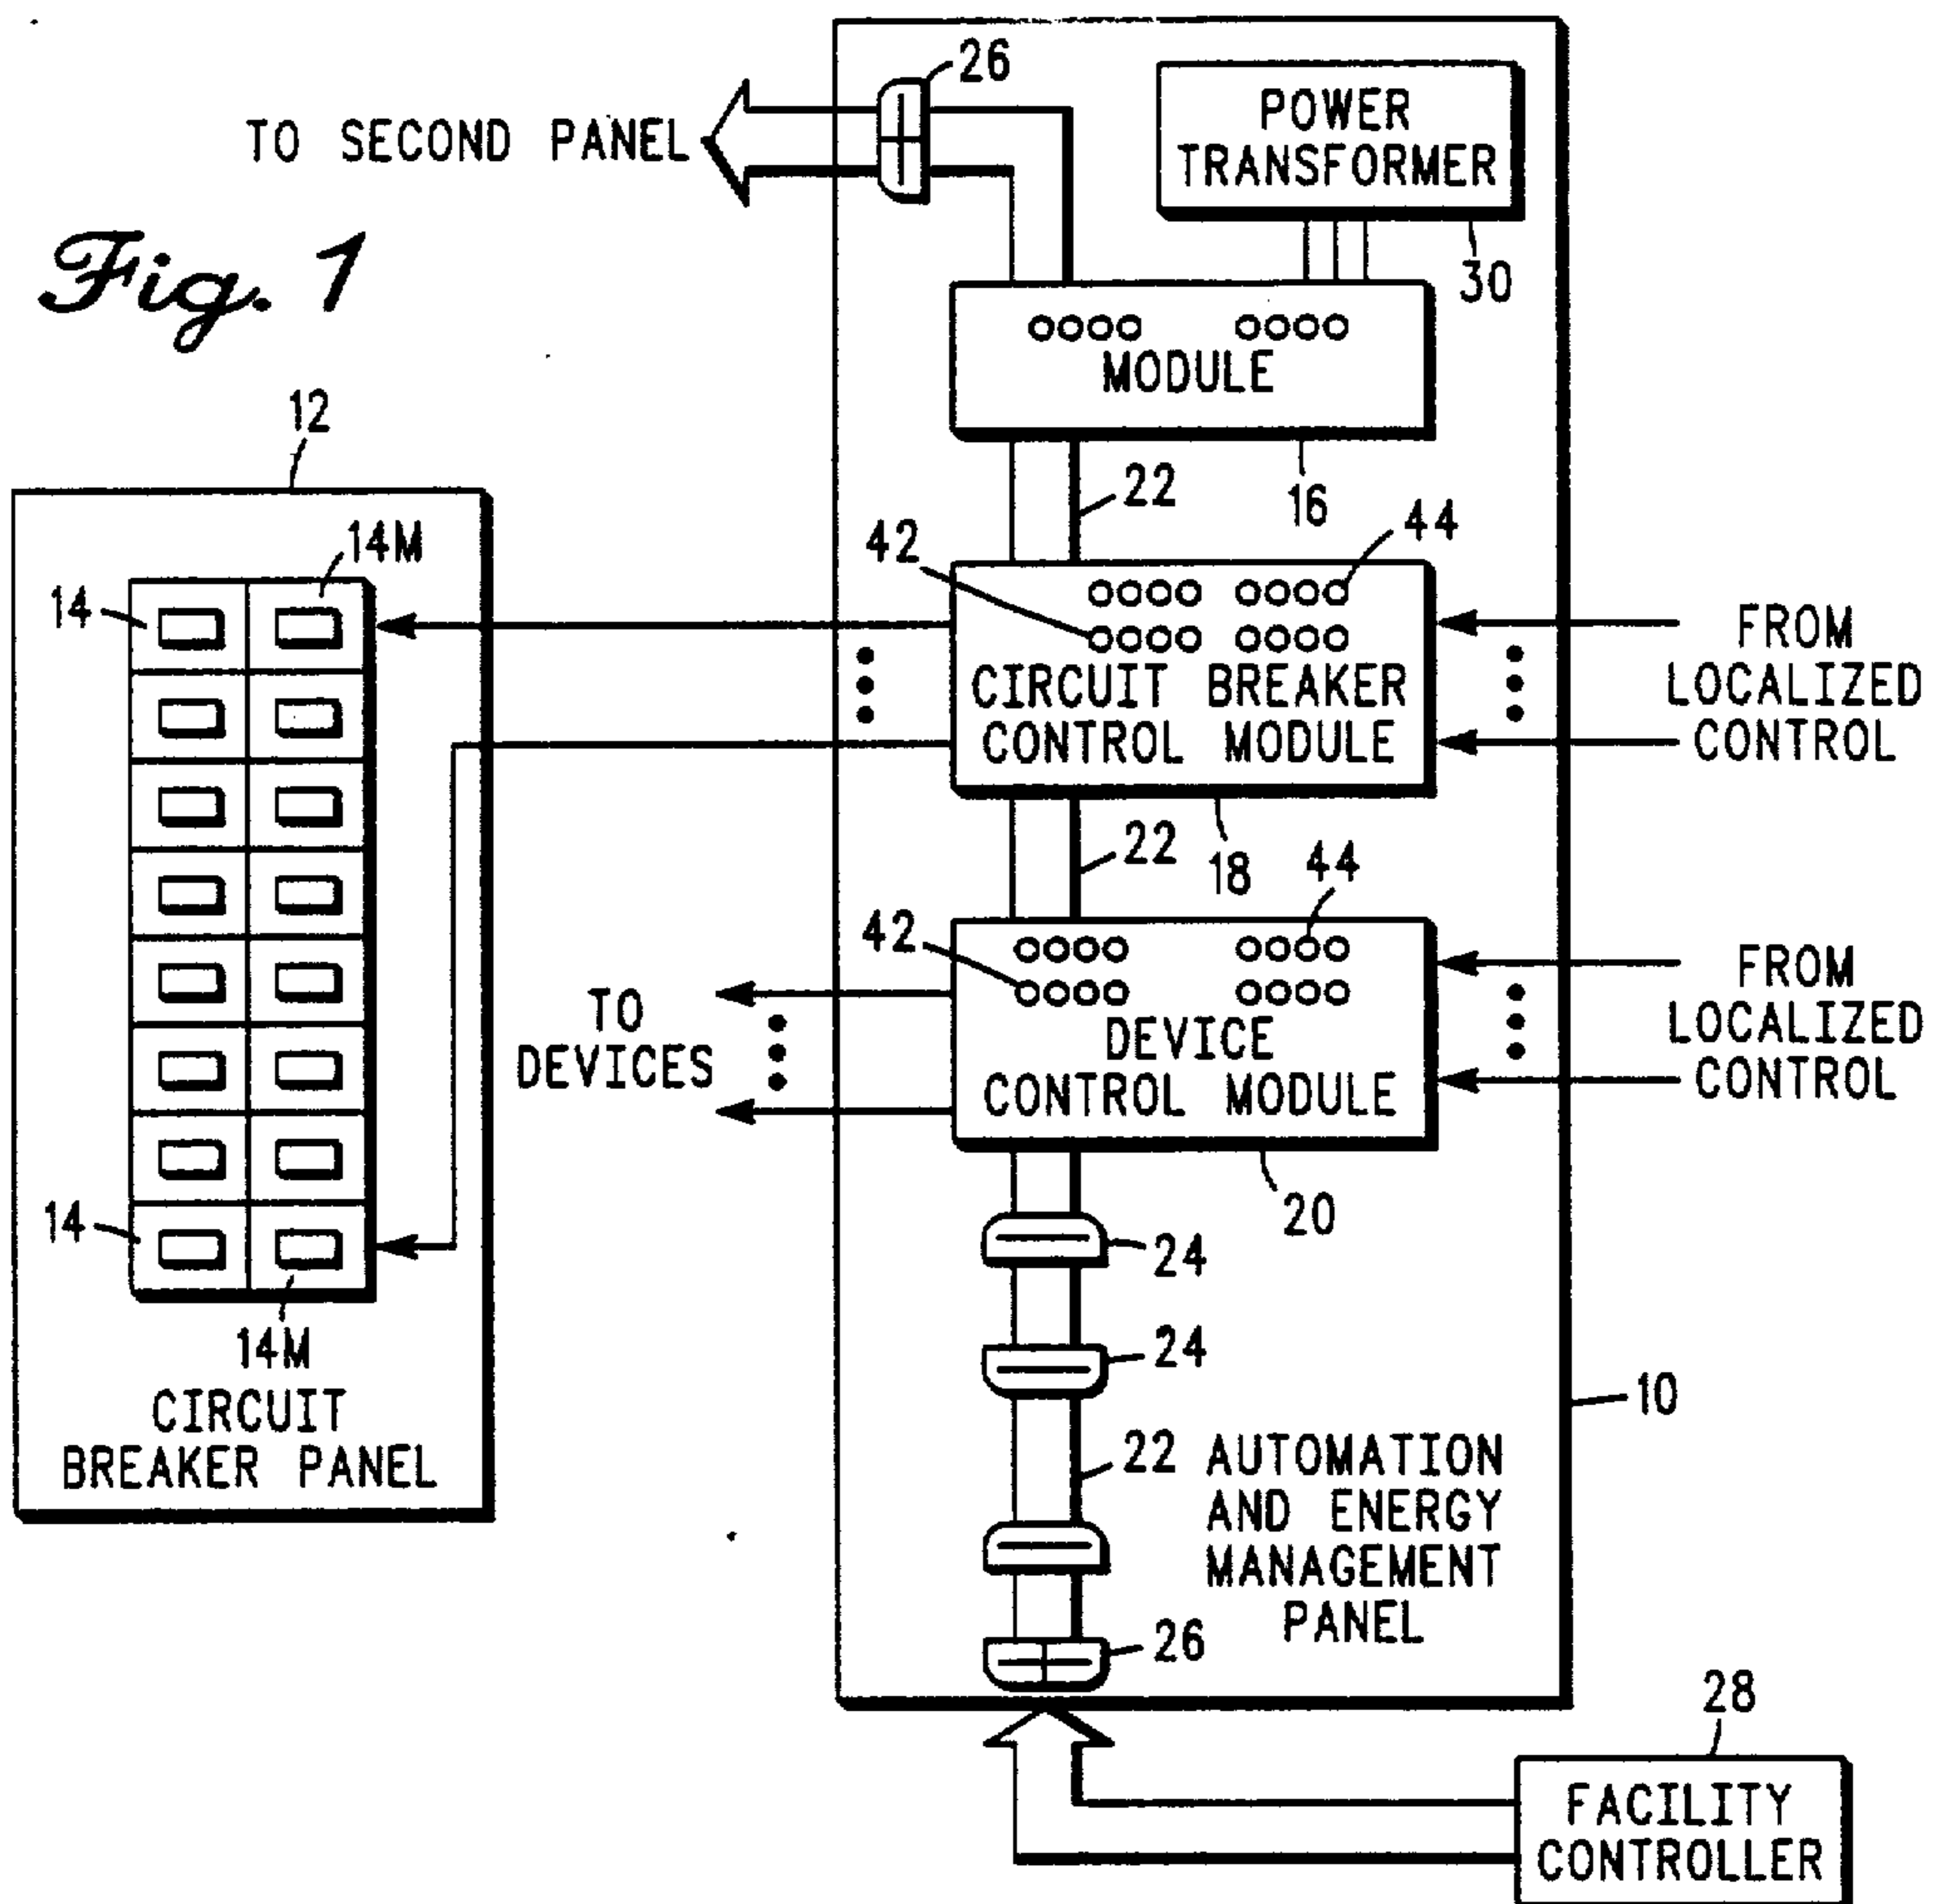 26
TO SECOND PANEL
POWER
TRANSFORMER
30
Fig. 1
MODULE
16
12
22
14M
14
42
44
CIRCUIT BREAKER
CONTROL MODULE
18
FROM
LOCALIZED
CONTROL
22
42
44
TO
DEVICES
DEVICE
CONTROL MODULE
20
FROM
LOCALIZED
CONTROL
14
14M
CIRCUIT
BREAKER PANEL
24
24
10
22
AUTOMATION
AND ENERGY
MANAGEMENT
PANEL
26
28
FACILITY
CONTROLLER